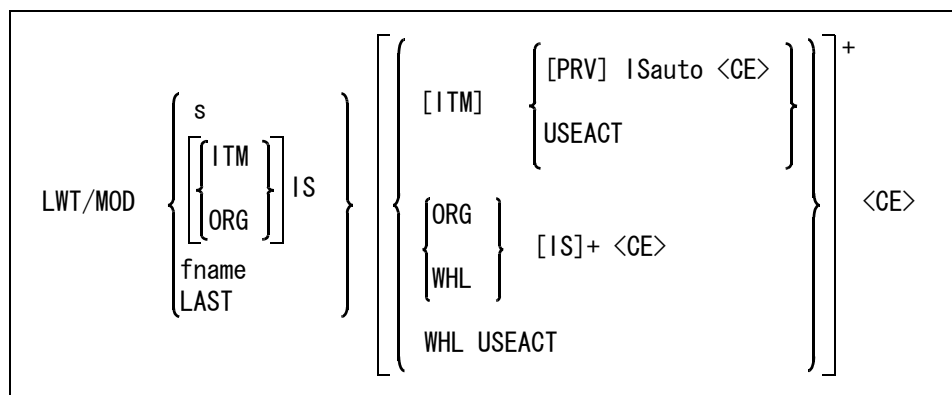 +
[PRV] ISauto <CE>
[ITM]
s
USEACT
ITM
LWT/MOD IS <CE>
ORG ORG
[IS]+ <CE>
fname WHL
LAST
WHL USEACT